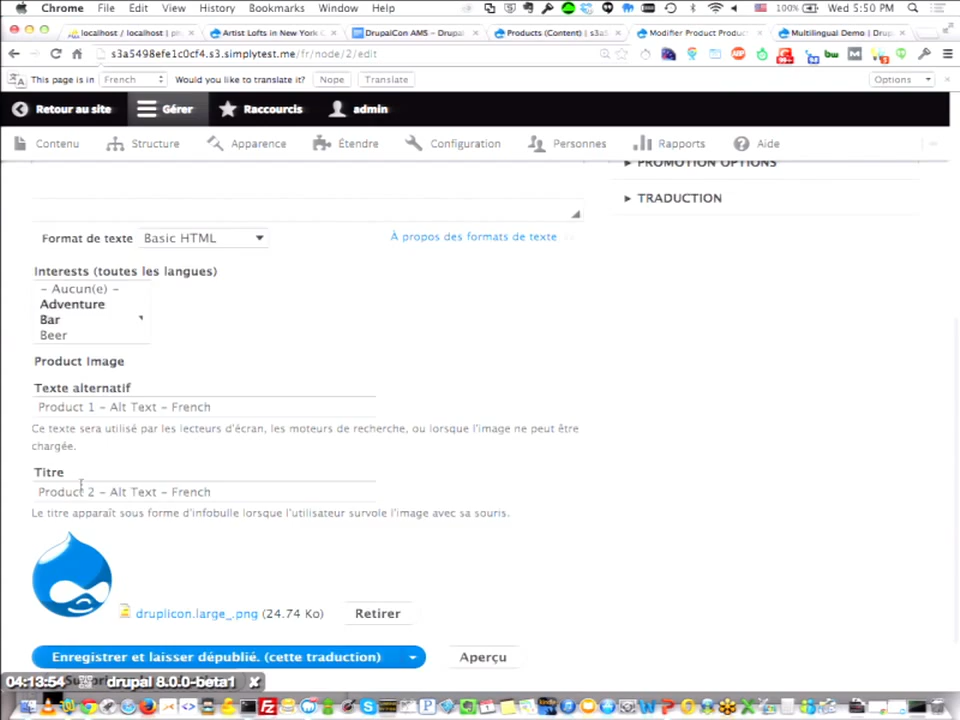 Chrome File Edit View History Bookmarks Window Help 100% Wed 5:50 PM
localhost / localhost | ph Artist Lofts in New York C DrupalCon AMS – Drupal Products (Content) | s3a5 Modifier Product Product Multilingual Demo | Drup
s3a5498efe1c0cf4.s3.simplytest.me/fr/node/2/edit
This page is in French Would you like to translate it? Nope Translate Options
Retour au site Gérer Raccourcis admin
Contenu Structure Apparence Étendre Configuration Personnes Rapports Aide
PROMOTION OPTIONS
TRADUCTION
Format de texte Basic HTML À propos des formats de texte
Interests (toutes les langues)
- Aucun(e) -
Adventure
Bar
Beer
Product Image
Texte alternatif
Product 1 – Alt Text – French
Ce texte sera utilisé par les lecteurs d'écran, les moteurs de recherche, ou lorsque l'image ne peut être
chargée.
Titre
Product 2 – Alt Text – French
Le titre apparaît sous forme d'infobulle lorsque l'utilisateur survole l'image avec sa souris.
druplicon.large_.png (24.74 Ko) Retirer
Enregistrer et laisser dépublié. (cette traduction) Aperçu
04:13:54 drupal 8.0.0-beta1 x